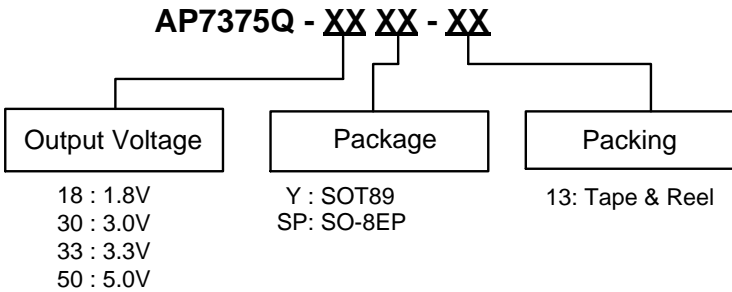 AP7375Q - XX XX - XX
Output Voltage
Package
Packing
18 : 1.8V
30 : 3.0V
33 : 3.3V
50 : 5.0V
Y : SOT89
SP: SO-8EP
13: Tape & Reel